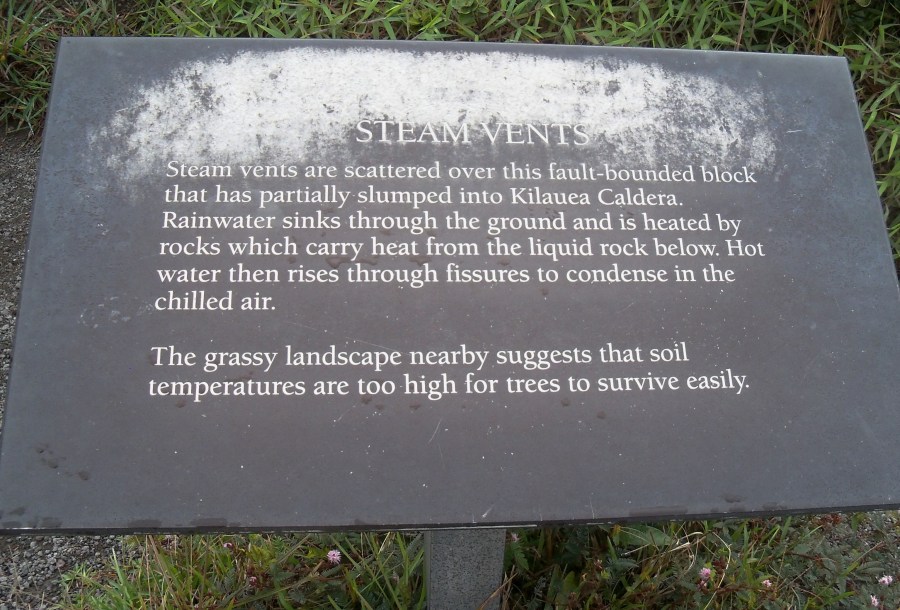 STEAM VENTS
Steam vents are scattered over this fault-bounded block
that has partially slumped into Kilauea Caldera.
Rainwater sinks through the ground and is heated by
rocks which carry heat from the liquid rock below. Hot
water then rises through fissures to condense in the
chilled air.
The grassy landscape nearby suggests that soil
temperatures are too high for trees to survive easily.